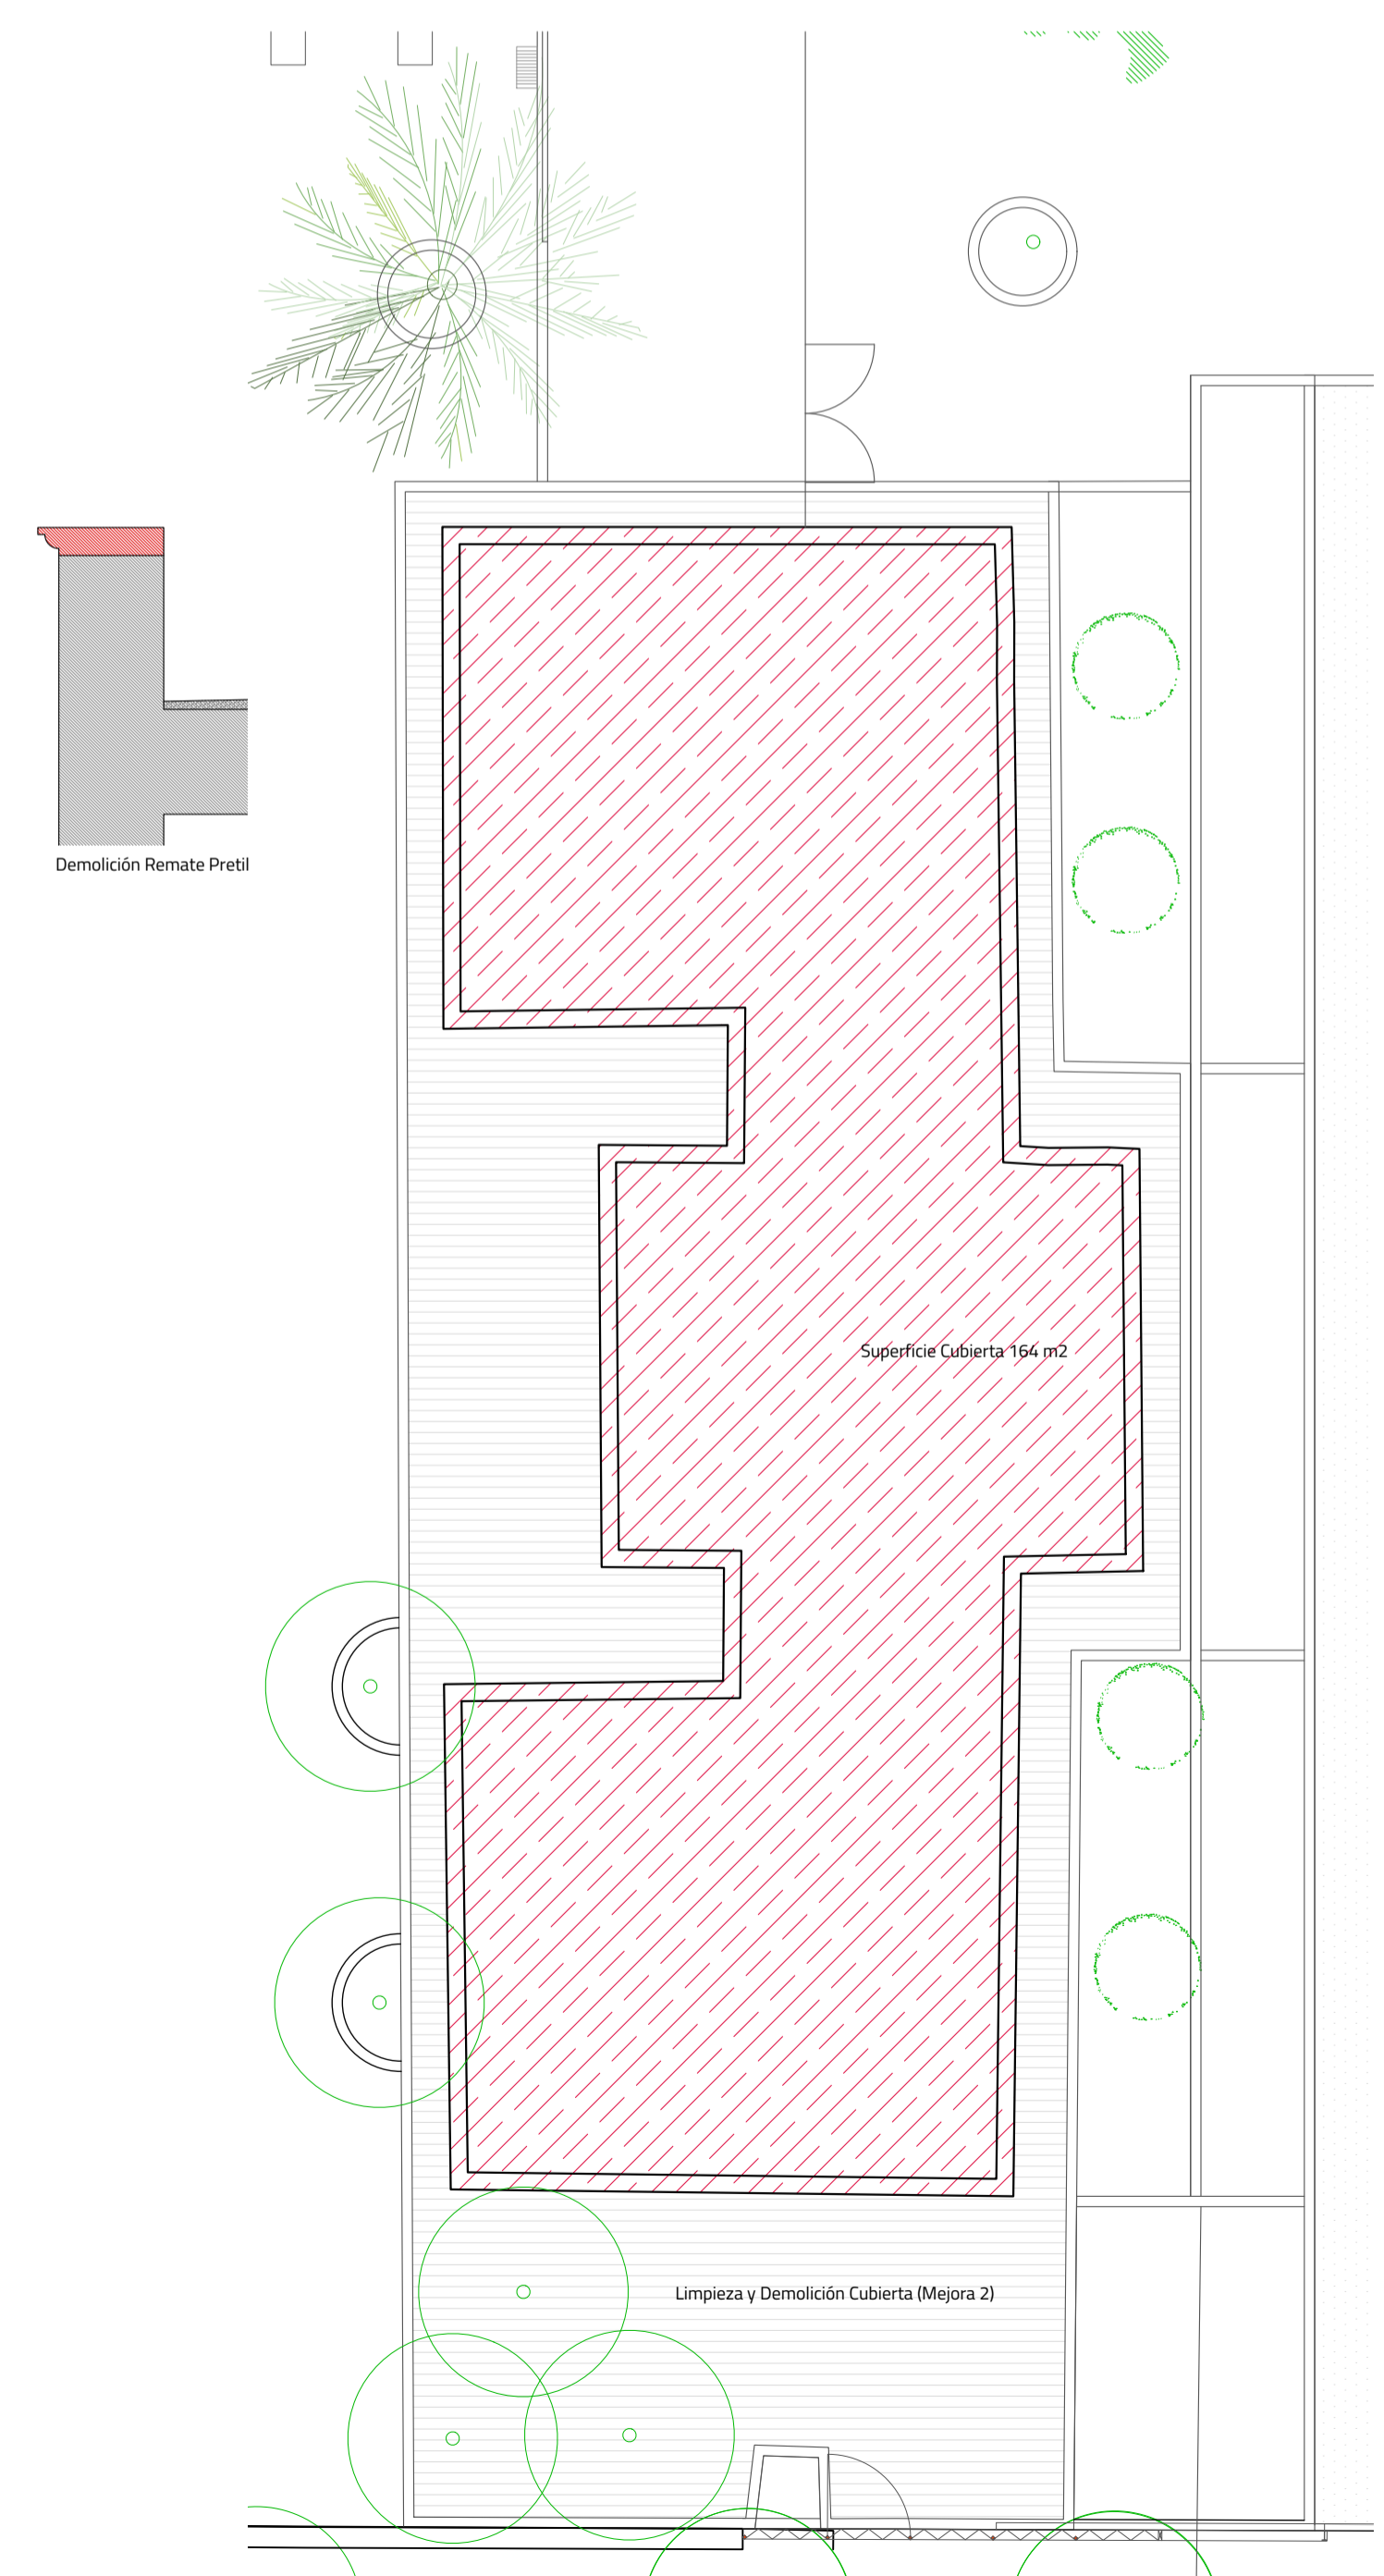 Demolición Remate Pretil
Superficie Cubierta 164 m2
Limpieza y Demolición Cubierta (Mejora 2)